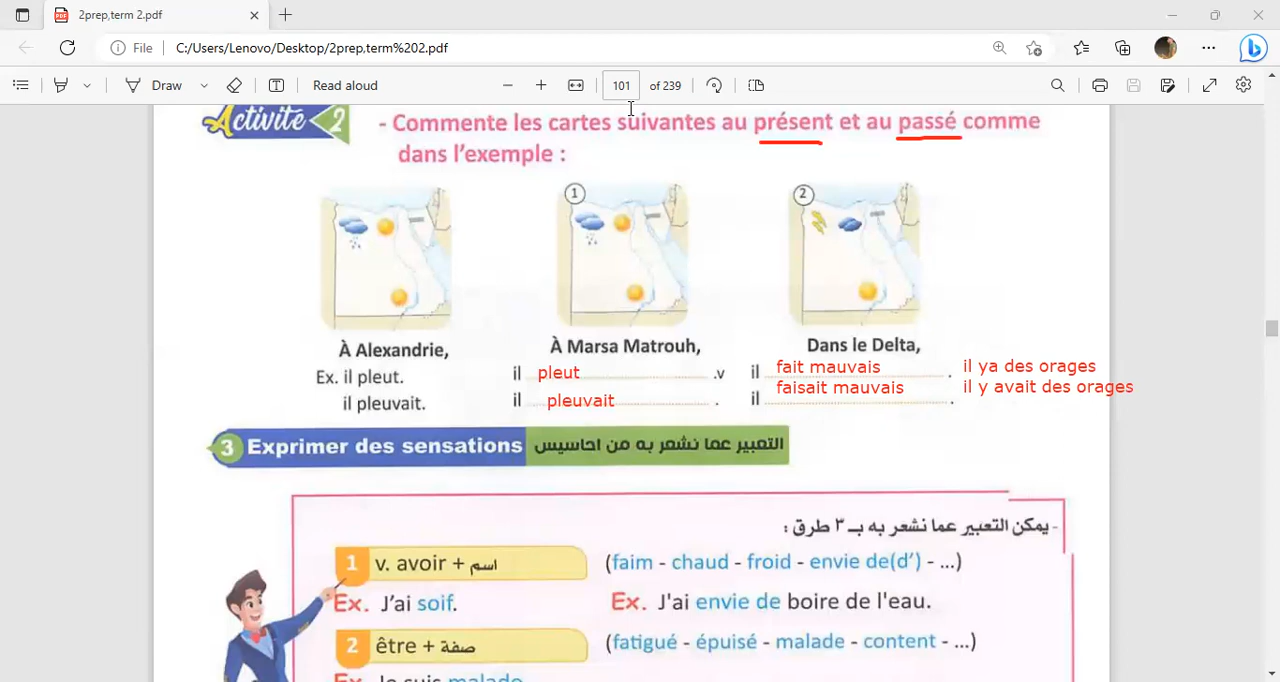 2prep,term 2.pdf
File C:/Users/Lenovo/Desktop/2prep.term%202.pdf
Draw Read aloud 101 of 239
Activité 2 - Commente les cartes suivantes au présent et au passé comme
dans l'exemple :
1 2
À Alexandrie, À Marsa Matrouh, Dans le Delta,
Ex. il pleut. il pleut .v il fait mauvais . il ya des orages
il pleuvait. il pleuvait . il faisait mauvais . il y avait des orages
3 Exprimer des sensations التعبير عما نشعر به من احاسيس
- يمكن التعبير عما نشعر به بـ ٣ طرق :
1 v. avoir + اسم (faim - chaud - froid - envie de(d') - ...)
Ex. J'ai soif. Ex. J'ai envie de boire de l'eau.
2 être + صفة (fatigué - épuisé - malade - content - ...)
Ex. Je suis malade.